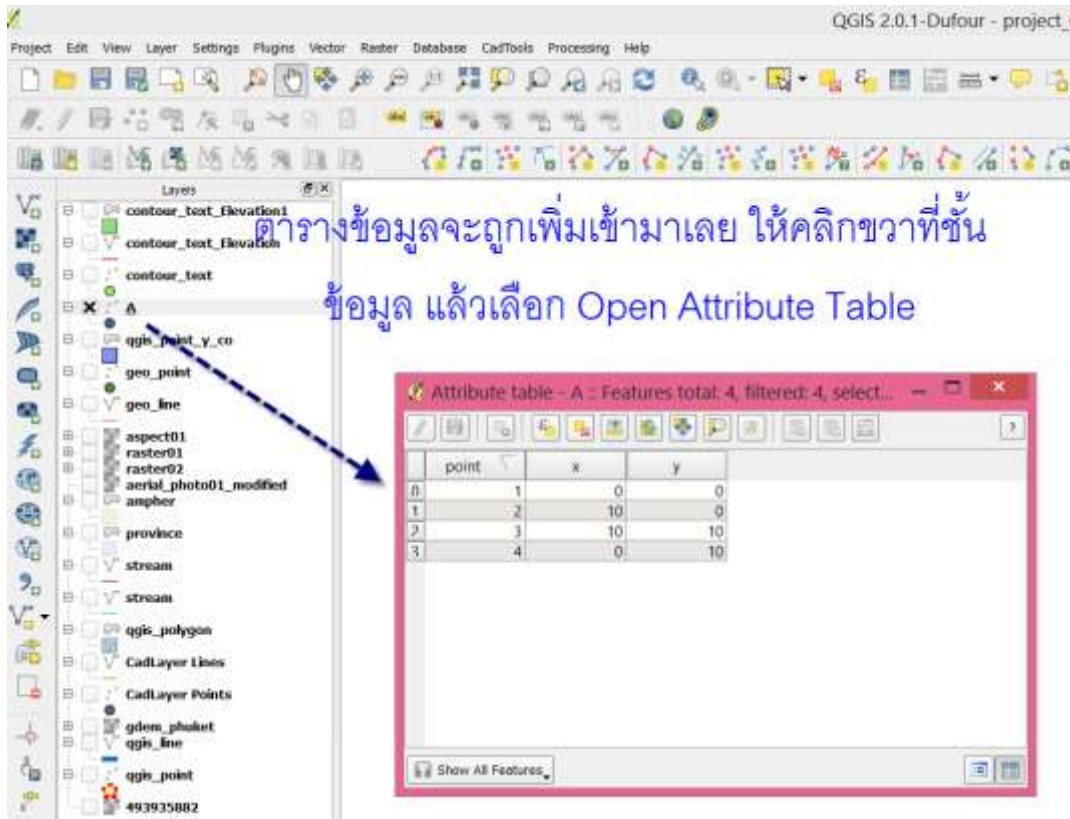 QGIS 2.0.1-Dufour - project_
Project Edit View Layer Settings Plugins Vector Raster Database CadTools Processing Help
Layers
contour_text_Elevation1
contour_text_Elevation
contour_text
A
qgis_point_y_co
geo_point
geo_line
aspect01
raster01
raster02
aerial_photo01_modified
ampher
province
stream
stream
qgis_polygon
CadLayer Lines
CadLayer Points
gdem_phuket
qgis_line
qgis_point
493935882
ตารางข้อมูลจะถูกเพิ่มเข้ามาเลย ให้คลิกขวาที่ชั้น
ข้อมูล แล้วเลือก Open Attribute Table
Attribute table - A :: Features total: 4, filtered: 4, select...
?
point x y
0 1 0 0
1 2 10 0
2 3 10 10
3 4 0 10
Show All Features